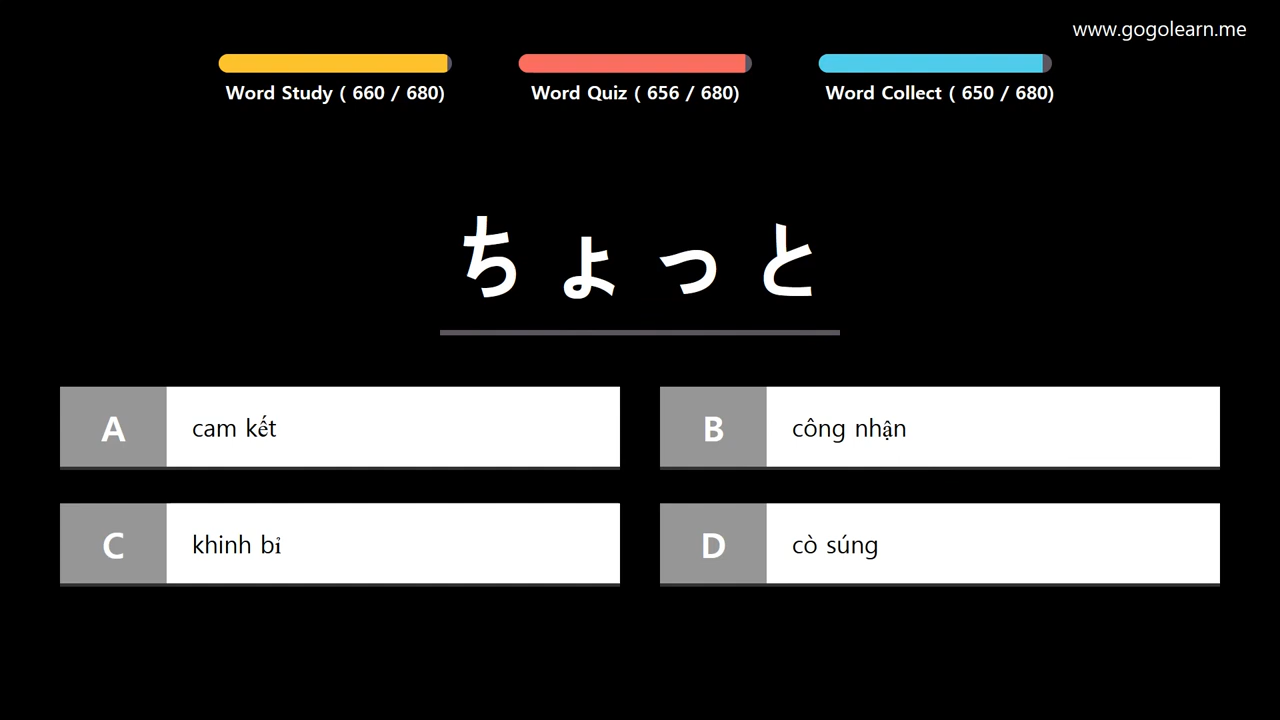 www.gogolearn.me
Word Study ( 660 / 680)
Word Quiz ( 656 / 680)
Word Collect ( 650 / 680)
ちょっと
A cam kết
B công nhận
C khinh bỉ
D cò súng